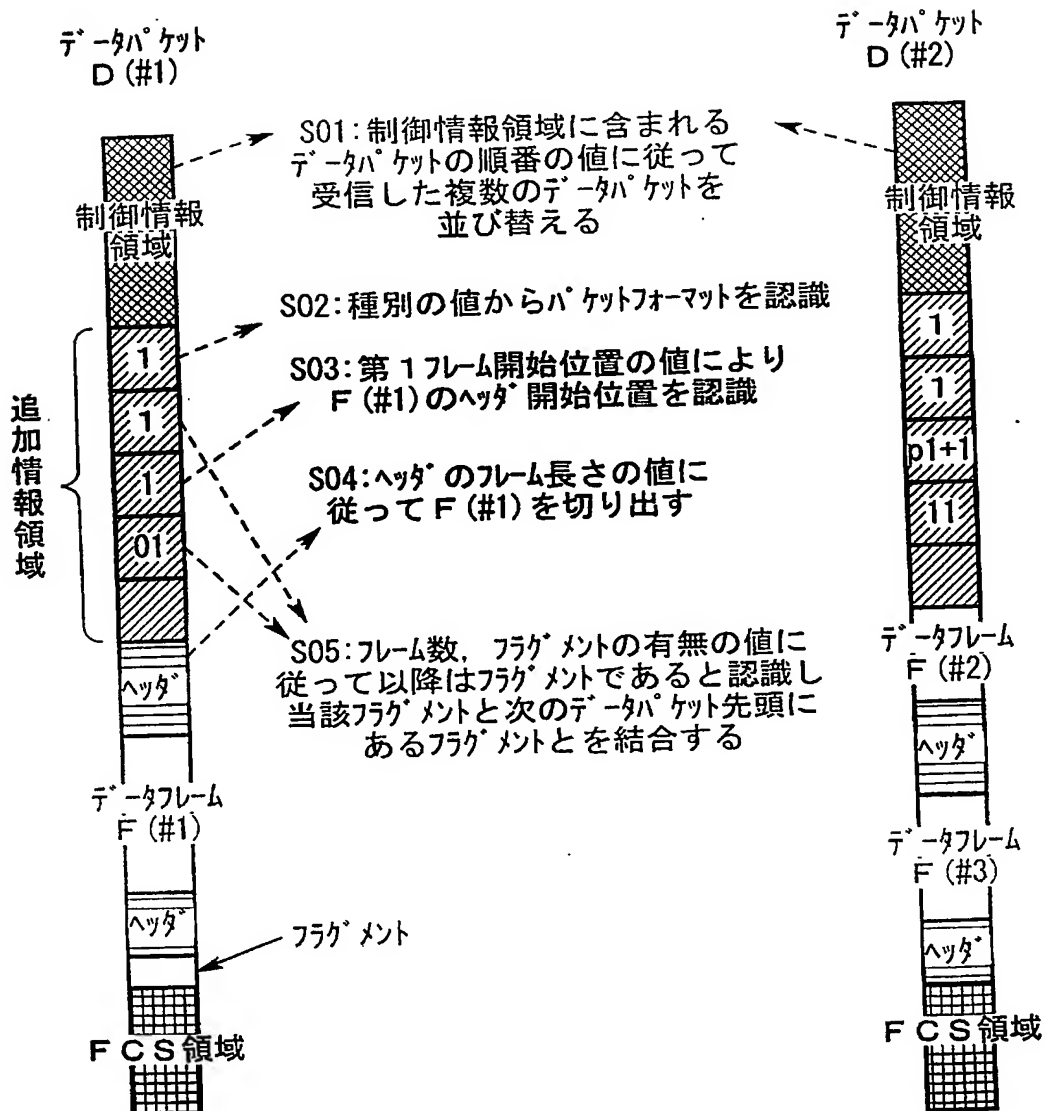 データパケット
D (#1)
制御情報
領域
追加情報領域
1
1
1
01
ヘッダ
データフレーム
F (#1)
ヘッダ
フラグメント
FCS領域
S01:制御情報領域に含まれる
データパケットの順番の値に従って
受信した複数のデータパケットを
並び替える
S02:種別の値からパケットフォーマットを認識
S03:第1フレーム開始位置の値により
F (#1)のヘッダ開始位置を認識
S04:ヘッダのフレーム長さの値に
従ってF (#1)を切り出す
S05:フレーム数, フラグメントの有無の値に
従って以降はフラグメントであると認識し
当該フラグメントと次のデータパケット先頭に
あるフラグメントとを結合する
データパケット
D (#2)
制御情報
領域
1
1
p1+1
11
データフレーム
F (#2)
ヘッダ
データフレーム
F (#3)
ヘッダ
FCS領域